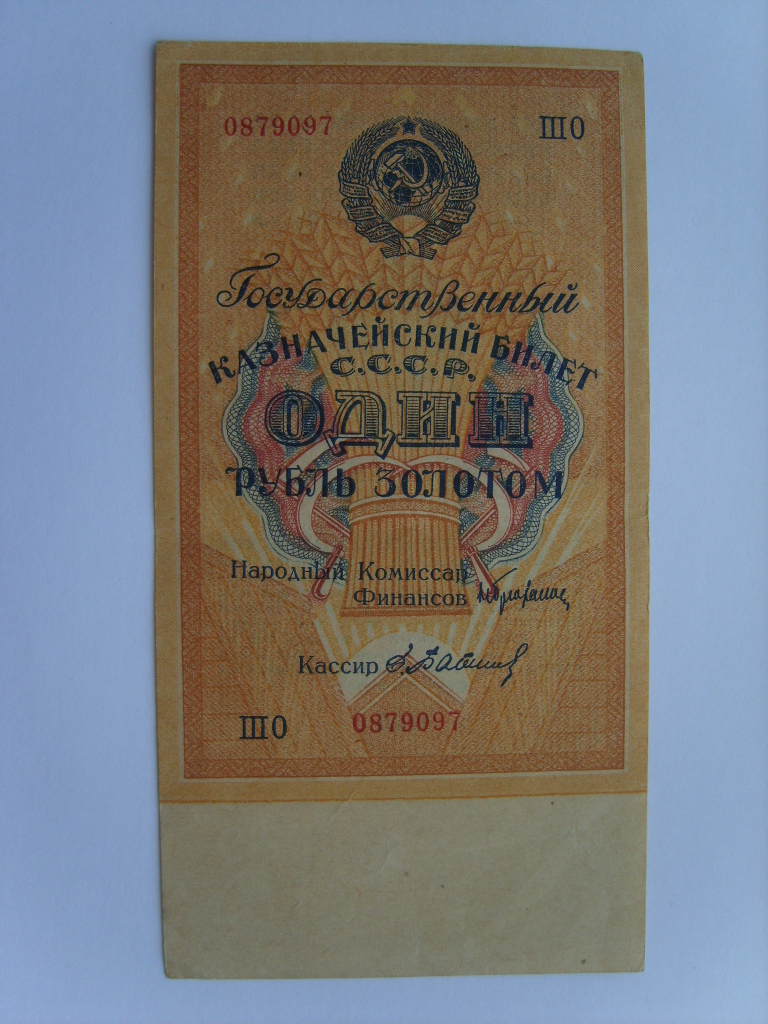 0879097 ШО
Государственный
КАЗНАЧЕЙСКИЙ БИЛЕТ
С.С.С.Р.
ОДИН
РУБЛЬ ЗОЛОТОМ
Народный Комиссар
Финансов
Кассир
ШО 0879097